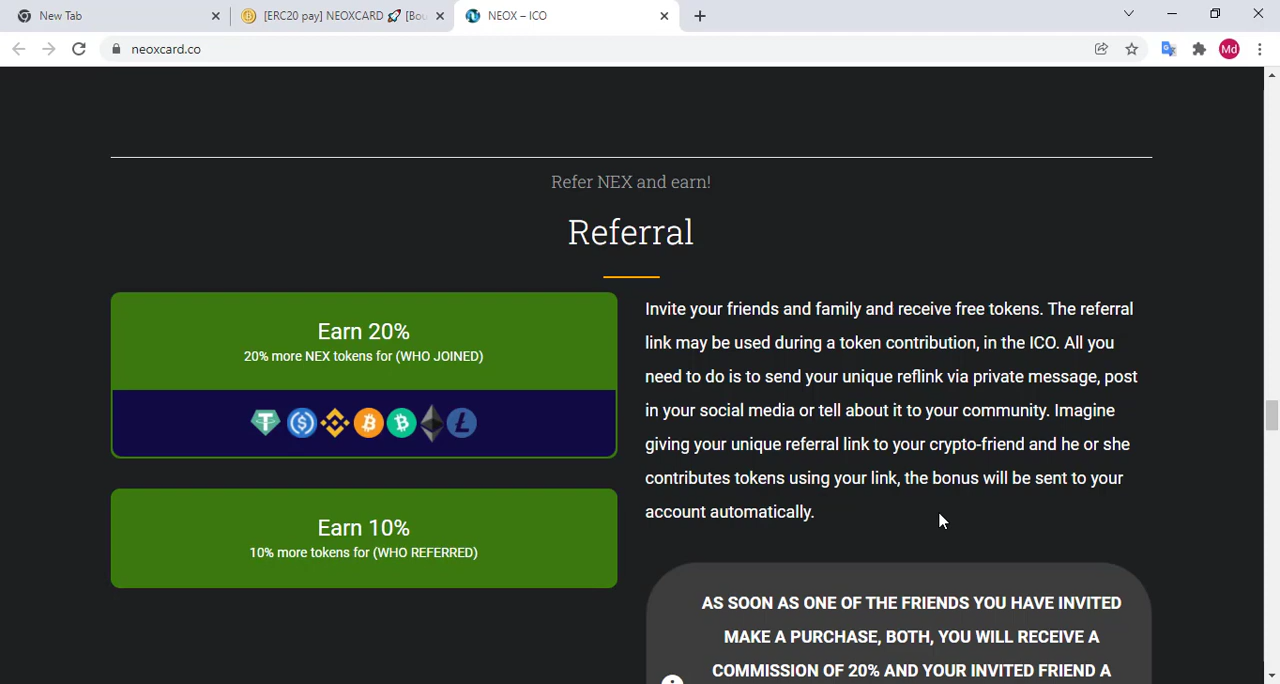 New Tab
[ERC20 pay] NEOXCARD 🚀 [Bou
NEOX – ICO
neoxcard.co
Md
Refer NEX and earn!
Referral
Earn 20%
20% more NEX tokens for (WHO JOINED)
Earn 10%
10% more tokens for (WHO REFERRED)
Invite your friends and family and receive free tokens. The referral
link may be used during a token contribution, in the ICO. All you
need to do is to send your unique reflink via private message, post
in your social media or tell about it to your community. Imagine
giving your unique referral link to your crypto-friend and he or she
contributes tokens using your link, the bonus will be sent to your
account automatically.
AS SOON AS ONE OF THE FRIENDS YOU HAVE INVITED
MAKE A PURCHASE, BOTH, YOU WILL RECEIVE A
COMMISSION OF 20% AND YOUR INVITED FRIEND A